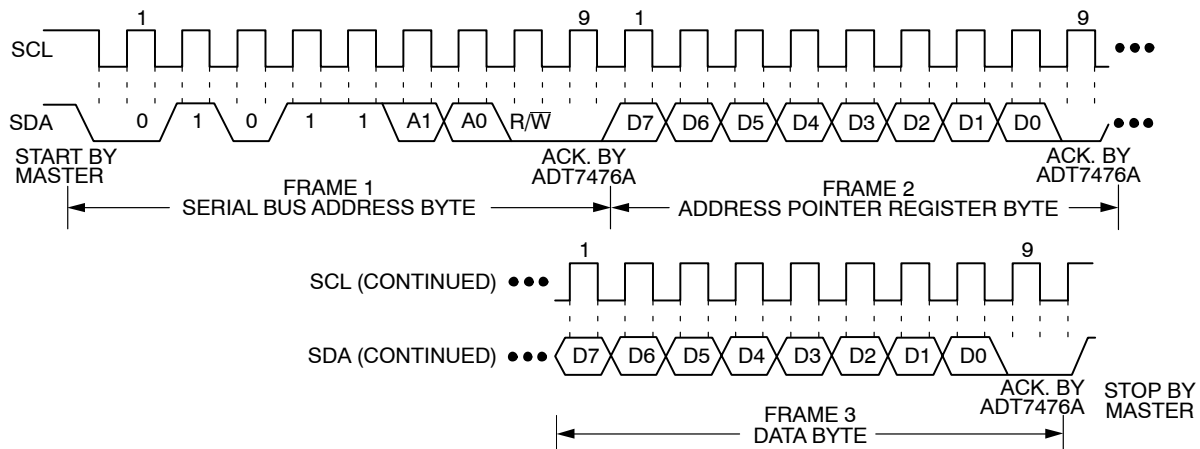 1 9 1 9
SCL
SDA 0 1 0 1 1 A1 A0 R/W̅ D7 D6 D5 D4 D3 D2 D1 D0
START BY
MASTER
ACK. BY
ADT7476A
ACK. BY
ADT7476A
FRAME 1
SERIAL BUS ADDRESS BYTE
FRAME 2
ADDRESS POINTER REGISTER BYTE
1 9
SCL (CONTINUED)
SDA (CONTINUED) D7 D6 D5 D4 D3 D2 D1 D0
ACK. BY
ADT7476A
STOP BY
MASTER
FRAME 3
DATA BYTE